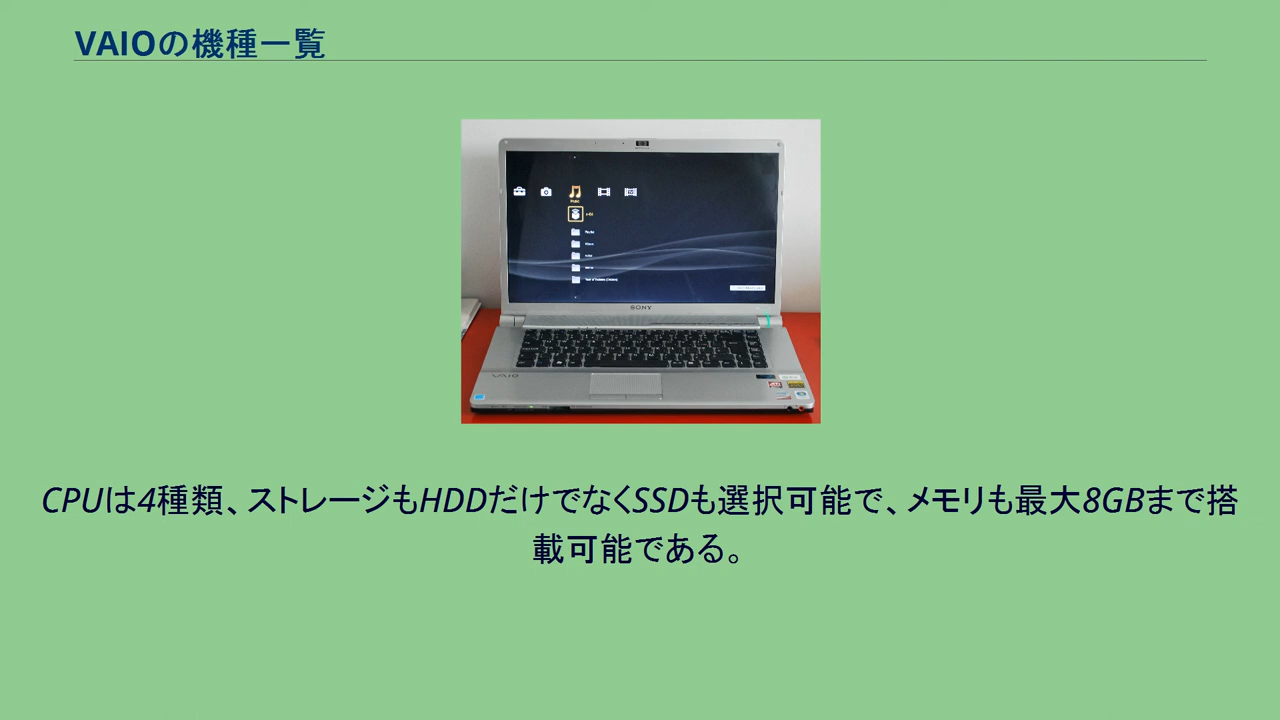 VAIOの機種一覧
Music
SONY
VAIO
CPUは4種類、ストレージもHDDだけでなくSSDも選択可能で、メモリも最大8GBまで搭
載可能である。